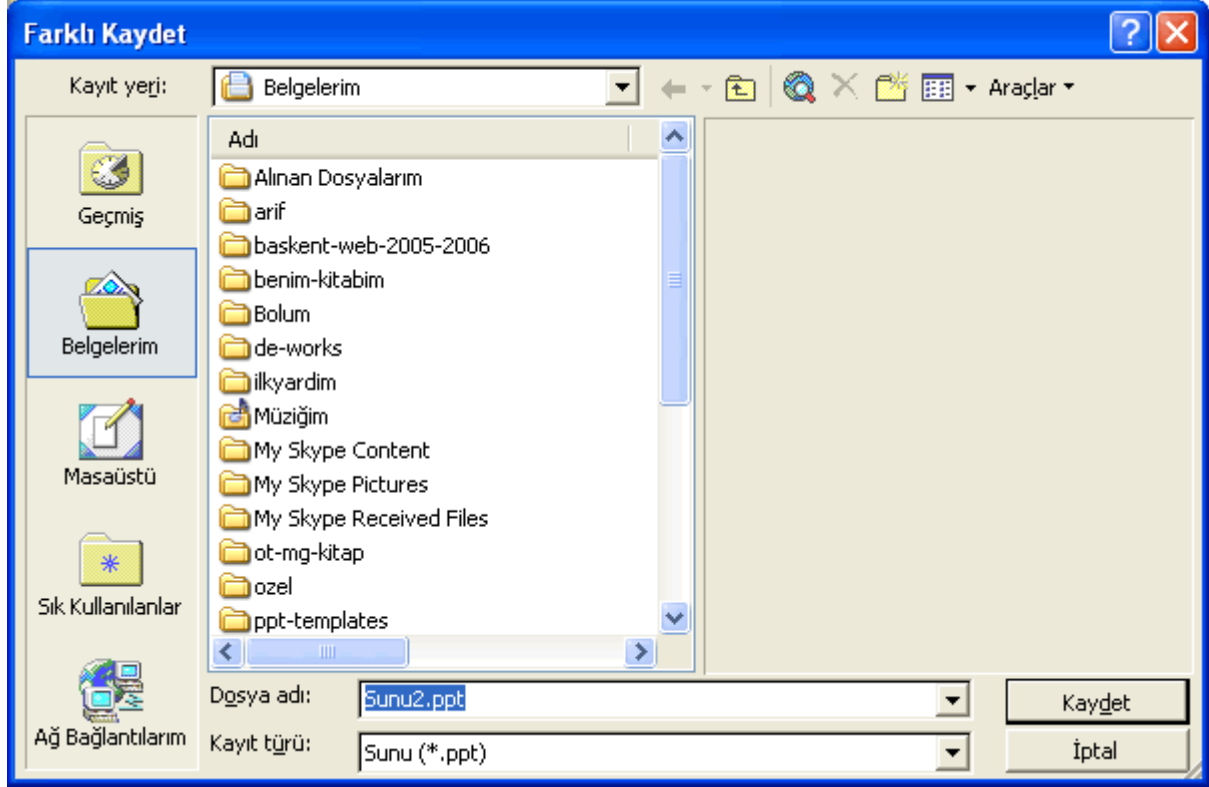 Farklı Kaydet
Kayıt yeri:
Belgelerim
Araçlar
Geçmiş
Belgelerim
Masaüstü
Sık Kullanılanlar
Ağ Bağlantılarım
Adı
Alınan Dosyalarım
arif
baskent-web-2005-2006
benim-kitabim
Bolum
de-works
ilkyardim
Müziğim
My Skype Content
My Skype Pictures
My Skype Received Files
ot-mg-kitap
ozel
ppt-templates
Dosya adı:
Sunu2.ppt
Kaydet
Kayıt türü:
Sunu (*.ppt)
İptal